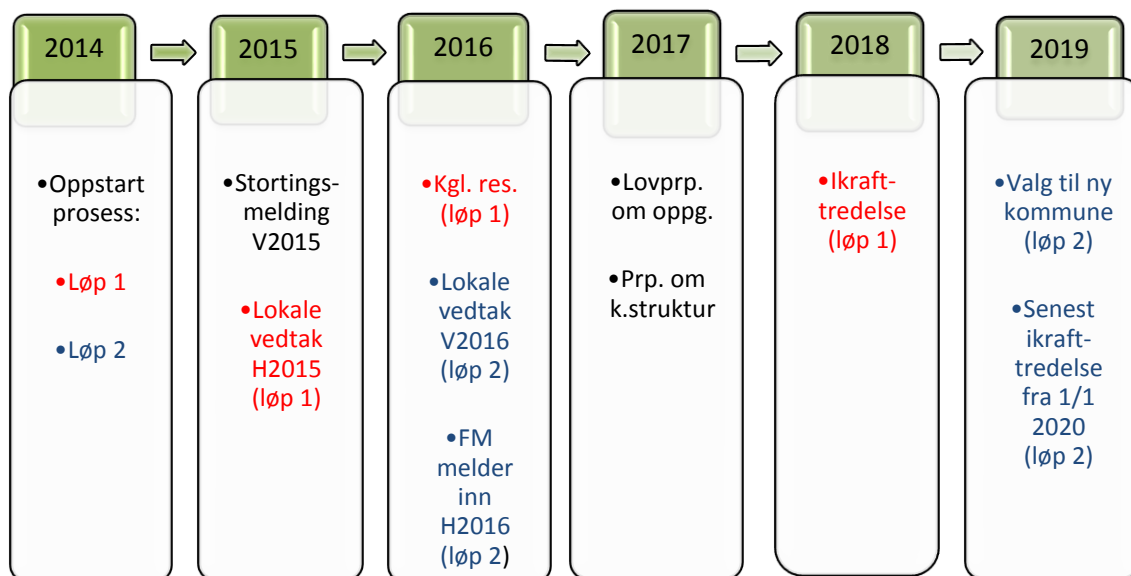 2014
•Oppstart
prosess:
•Løp 1
•Løp 2
2015
•Stortings-
melding
V2015
•Lokale
vedtak
H2015
(løp 1)
2016
•Kgl. res.
(løp 1)
•Lokale
vedtak
V2016
(løp 2)
•FM
melder
inn
H2016
(løp 2)
2017
•Lovprp.
om oppg.
•Prp. om
k.struktur
2018
•Ikraft-
tredelse
(løp 1)
2019
•Valg til ny
kommune
(løp 2)
•Senest
ikraft-
tredelse
fra 1/1
2020
(løp 2)